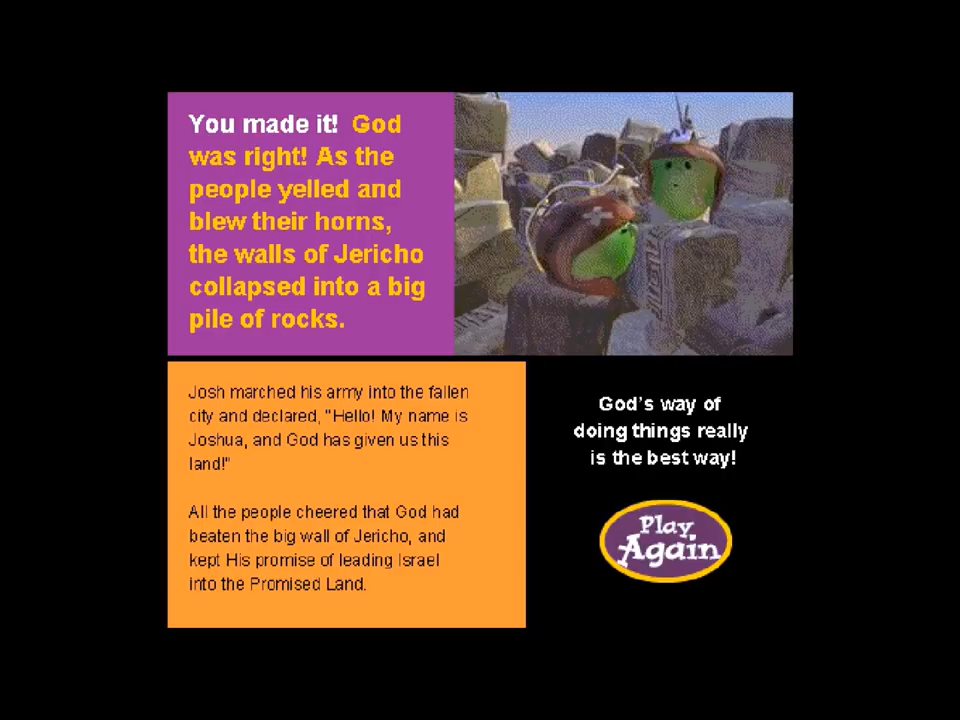 You made it! God
was right! As the
people yelled and
blew their horns,
the walls of Jericho
collapsed into a big
pile of rocks.
Josh marched his army into the fallen
city and declared, "Hello! My name is
Joshua, and God has given us this
land!"
All the people cheered that God had
beaten the big wall of Jericho, and
kept His promise of leading Israel
into the Promised Land.
God's way of
doing things really
is the best way!
Play
Again